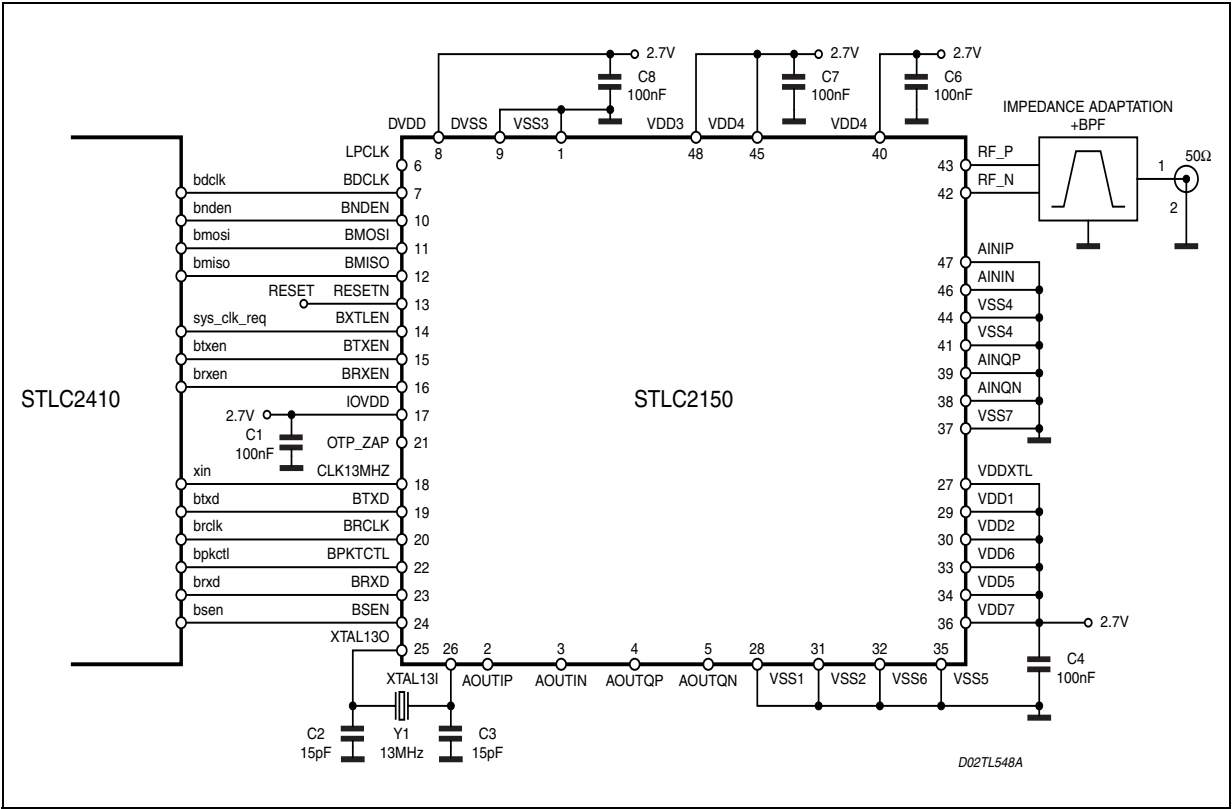 2.7V
2.7V
2.7V
C8
100nF
C7
100nF
C6
100nF
IMPEDANCE ADAPTATION
+BPF
DVDD
DVSS
VSS3
VDD3
VDD4
VDD4
8
9
1
48
45
40
LPCLK
6
bdclk
BDCLK
7
bnden
BNDEN
10
bmosi
BMOSI
11
bmiso
BMISO
12
RESET
RESETN
13
sys_clk_req
BXTLEN
14
btxen
BTXEN
15
brxen
BRXEN
16
IOVDD
17
2.7V
C1
100nF
OTP_ZAP
21
xin
CLK13MHZ
18
btxd
BTXD
19
brclk
BRCLK
20
bpkctl
BPKTCTL
22
brxd
BRXD
23
bsen
BSEN
24
XTAL13O
25
STLC2410
STLC2150
43
RF_P
42
RF_N
1
50Ω
2
47
AINIP
46
AININ
44
VSS4
41
VSS4
39
AINQP
38
AINQN
37
VSS7
27
VDDXTL
29
VDD1
30
VDD2
33
VDD6
34
VDD5
36
VDD7
2.7V
C4
100nF
26
2
3
4
5
28
31
32
35
XTAL13I
AOUTIP
AOUTIN
AOUTQP
AOUTQN
VSS1
VSS2
VSS6
VSS5
C2
15pF
Y1
13MHz
C3
15pF
D02TL548A